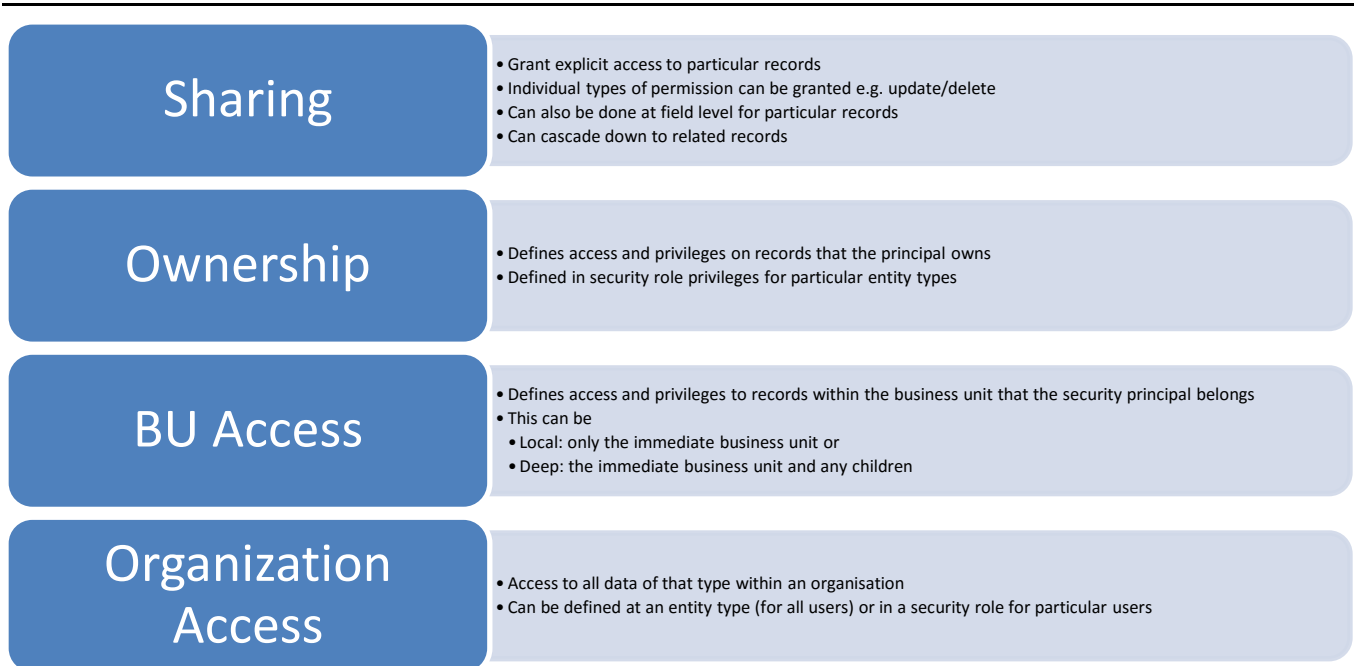 Sharing
• Grant explicit access to particular records
• Individual types of permission can be granted e.g. update/delete
• Can also be done at field level for particular records
• Can cascade down to related records
Ownership
• Defines access and privileges on records that the principal owns
• Defined in security role privileges for particular entity types
BU Access
• Defines access and privileges to records within the business unit that the security principal belongs
• This can be
• Local: only the immediate business unit or
• Deep: the immediate business unit and any children
Organization
Access
• Access to all data of that type within an organisation
• Can be defined at an entity type (for all users) or in a security role for particular users